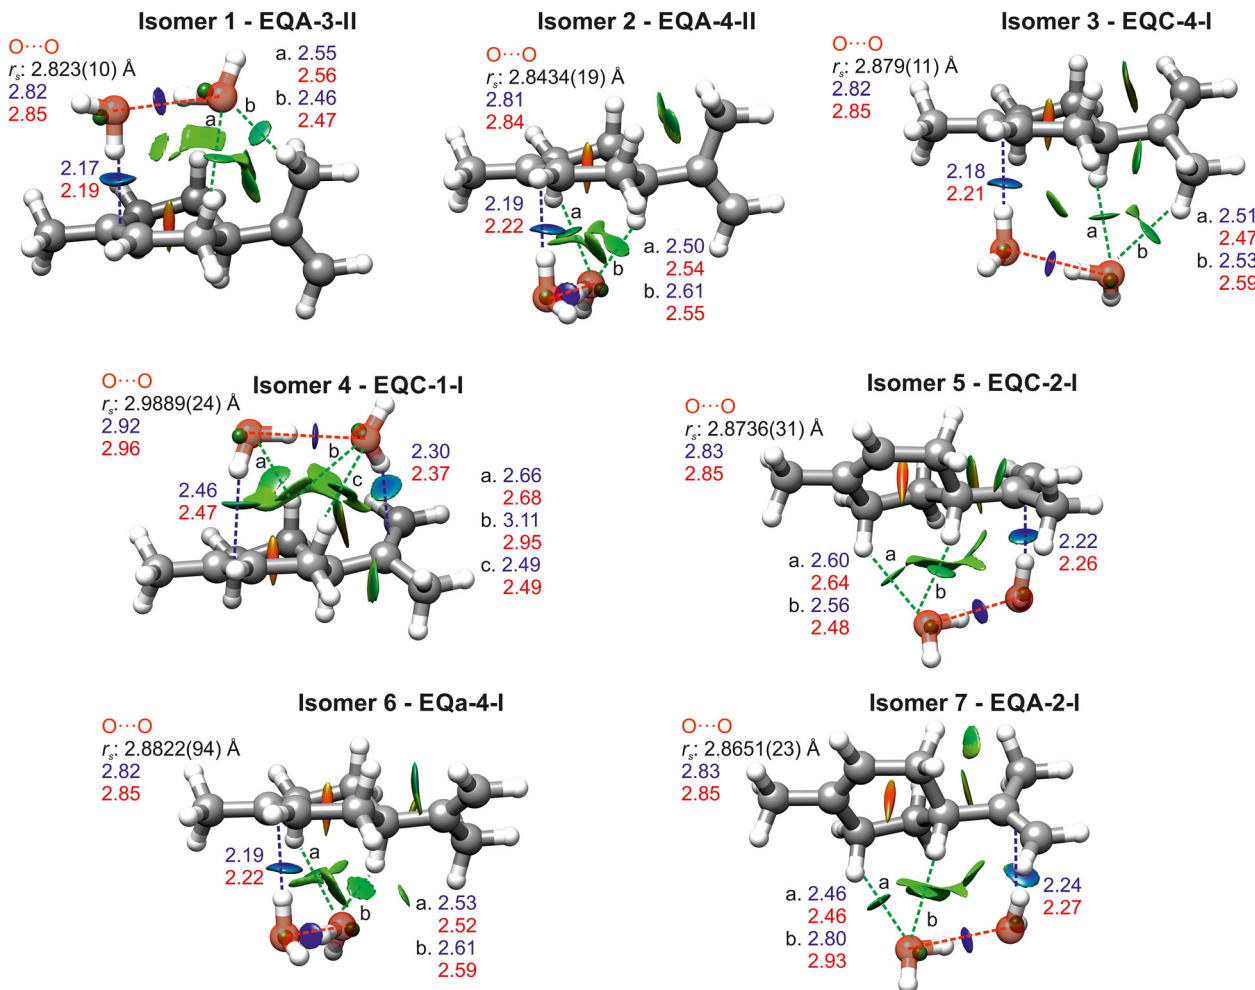 Isomer 1 - EQA-3-II
O···O
rs: 2.823(10) Å
2.82
2.85
a. 2.55
2.56
b. 2.46
2.47
a
b
2.17
2.19
Isomer 2 - EQA-4-II
O···O
rs: 2.8434(19) Å
2.81
2.84
2.19
2.22
a
b
a. 2.50
2.54
b. 2.61
2.55
Isomer 3 - EQC-4-I
O···O
rs: 2.879(11) Å
2.82
2.85
2.18
2.21
a
b
a. 2.51
2.47
b. 2.53
2.59
Isomer 4 - EQC-1-I
O···O
rs: 2.9889(24) Å
2.92
2.96
a
b
c
2.30
2.37
2.46
2.47
a. 2.66
2.68
b. 3.11
2.95
c. 2.49
2.49
Isomer 5 - EQC-2-I
O···O
rs: 2.8736(31) Å
2.83
2.85
a
b
2.22
2.26
a. 2.60
2.64
b. 2.56
2.48
Isomer 6 - EQa-4-I
O···O
rs: 2.8822(94) Å
2.82
2.85
2.19
2.22
a
b
a. 2.53
2.52
b. 2.61
2.59
Isomer 7 - EQA-2-I
O···O
rs: 2.8651(23) Å
2.83
2.85
a
b
2.24
2.27
a. 2.46
2.46
b. 2.80
2.93